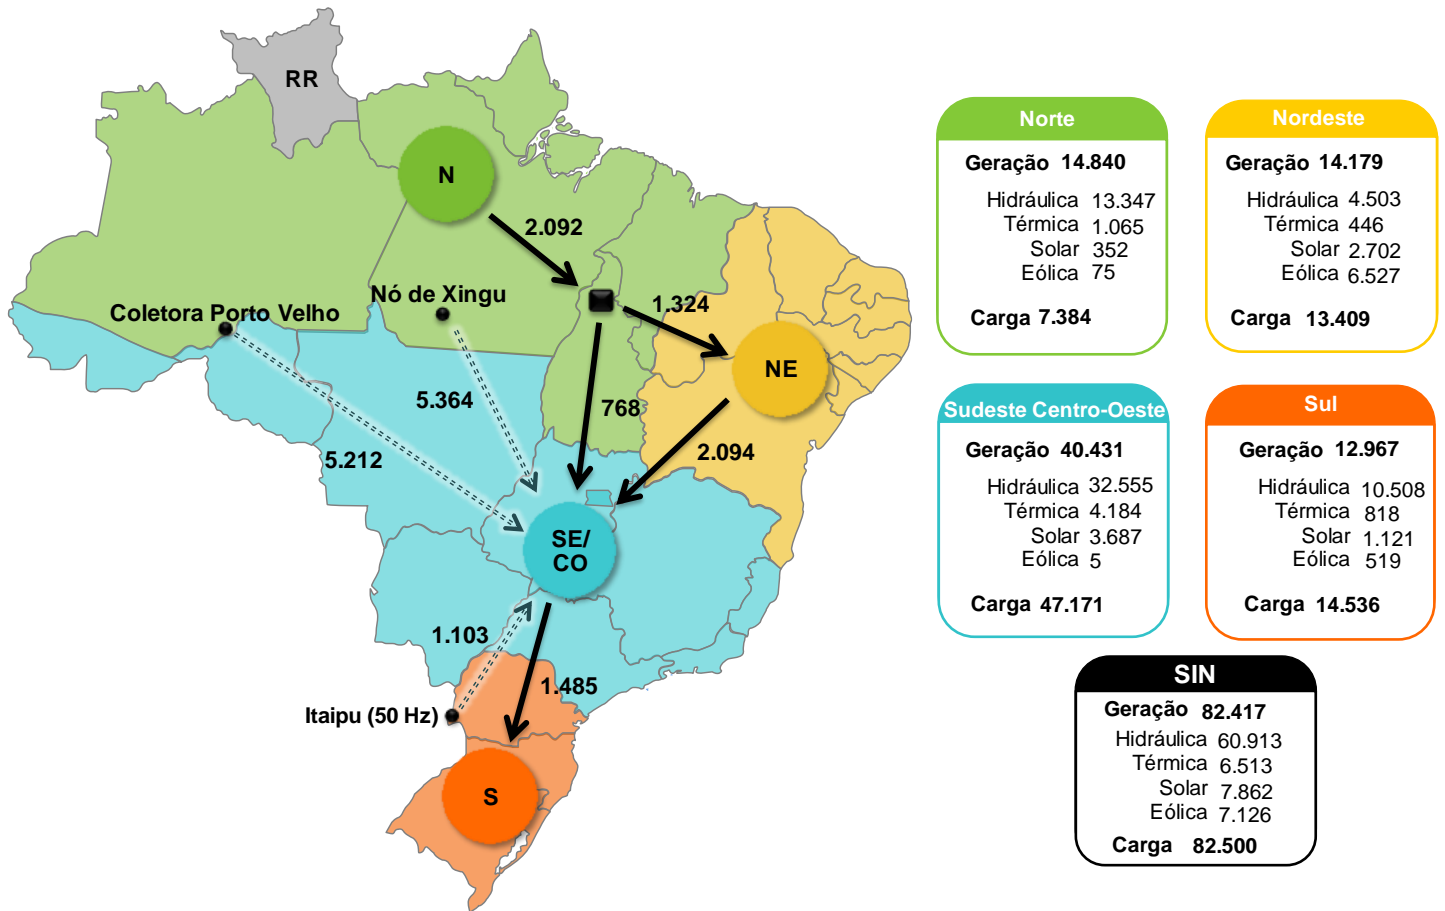 RR
N
2.092
Nó de Xingu
Coletora Porto Velho
1.324
NE
5.364
768
5.212
2.094
SE/
CO
1.103
1.485
Itaipu (50 Hz)
S
Norte
Geração 14.840
Hidráulica 13.347
Térmica 1.065
Solar 352
Eólica 75
Carga 7.384
Nordeste
Geração 14.179
Hidráulica 4.503
Térmica 446
Solar 2.702
Eólica 6.527
Carga 13.409
Sudeste Centro-Oeste
Geração 40.431
Hidráulica 32.555
Térmica 4.184
Solar 3.687
Eólica 5
Carga 47.171
Sul
Geração 12.967
Hidráulica 10.508
Térmica 818
Solar 1.121
Eólica 519
Carga 14.536
SIN
Geração 82.417
Hidráulica 60.913
Térmica 6.513
Solar 7.862
Eólica 7.126
Carga 82.500